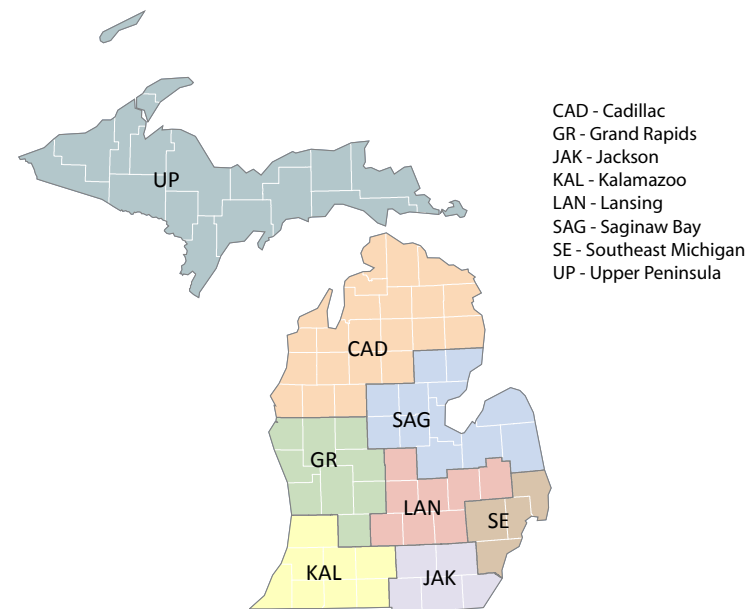 UP
CAD - Cadillac
GR - Grand Rapids
JAK - Jackson
KAL - Kalamazoo
LAN - Lansing
SAG - Saginaw Bay
SE - Southeast Michigan
UP - Upper Peninsula
CAD
SAG
GR
LAN
SE
KAL
JAK